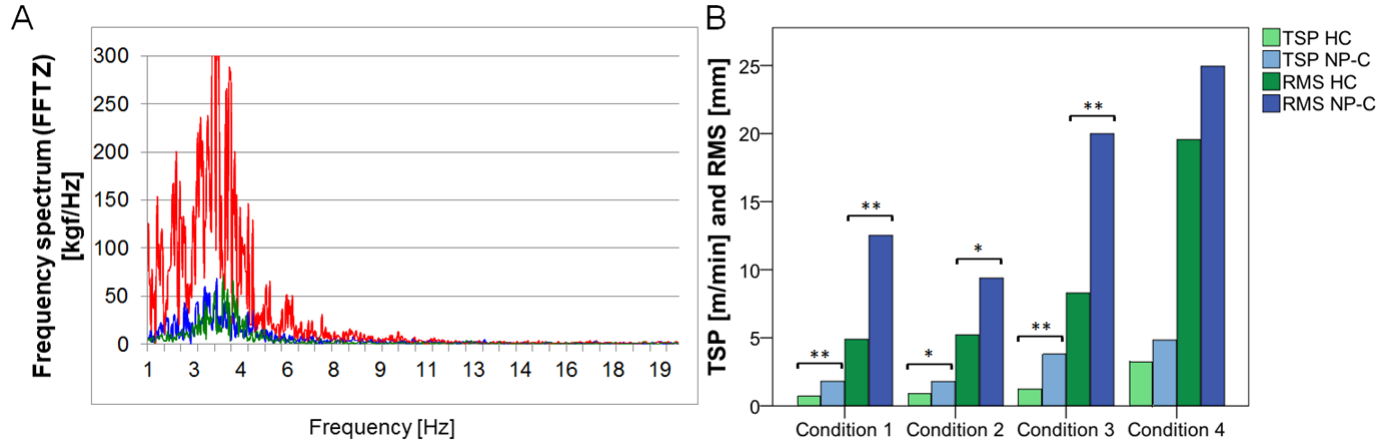 A
Frequency spectrum (FFT Z)
[kgf/Hz]
300
250
200
150
100
50
0
1 3 4 6 8 9 11 13 14 16 18 19
Frequency [Hz]
B
TSP [m/min] and RMS [mm]
25
20
15
10
5
0
** ** * * ** **
Condition 1 Condition 2 Condition 3 Condition 4
TSP HC
TSP NP-C
RMS HC
RMS NP-C